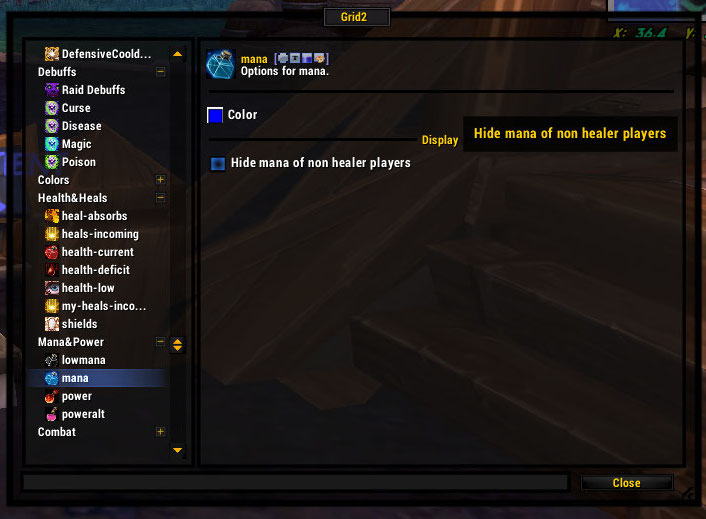 Grid2
X: 36.4 Y:
DefensiveCoold...
Debuffs
Raid Debuffs
Curse
Disease
Magic
Poison
Colors
Health&Heals
heal-absorbs
heals-incoming
health-current
health-deficit
health-low
my-heals-inco...
shields
Mana&Power
lowmana
mana
power
poweralt
Combat
mana
Options for mana.
Color
Display
Hide mana of non healer players
Hide mana of non healer players
Close